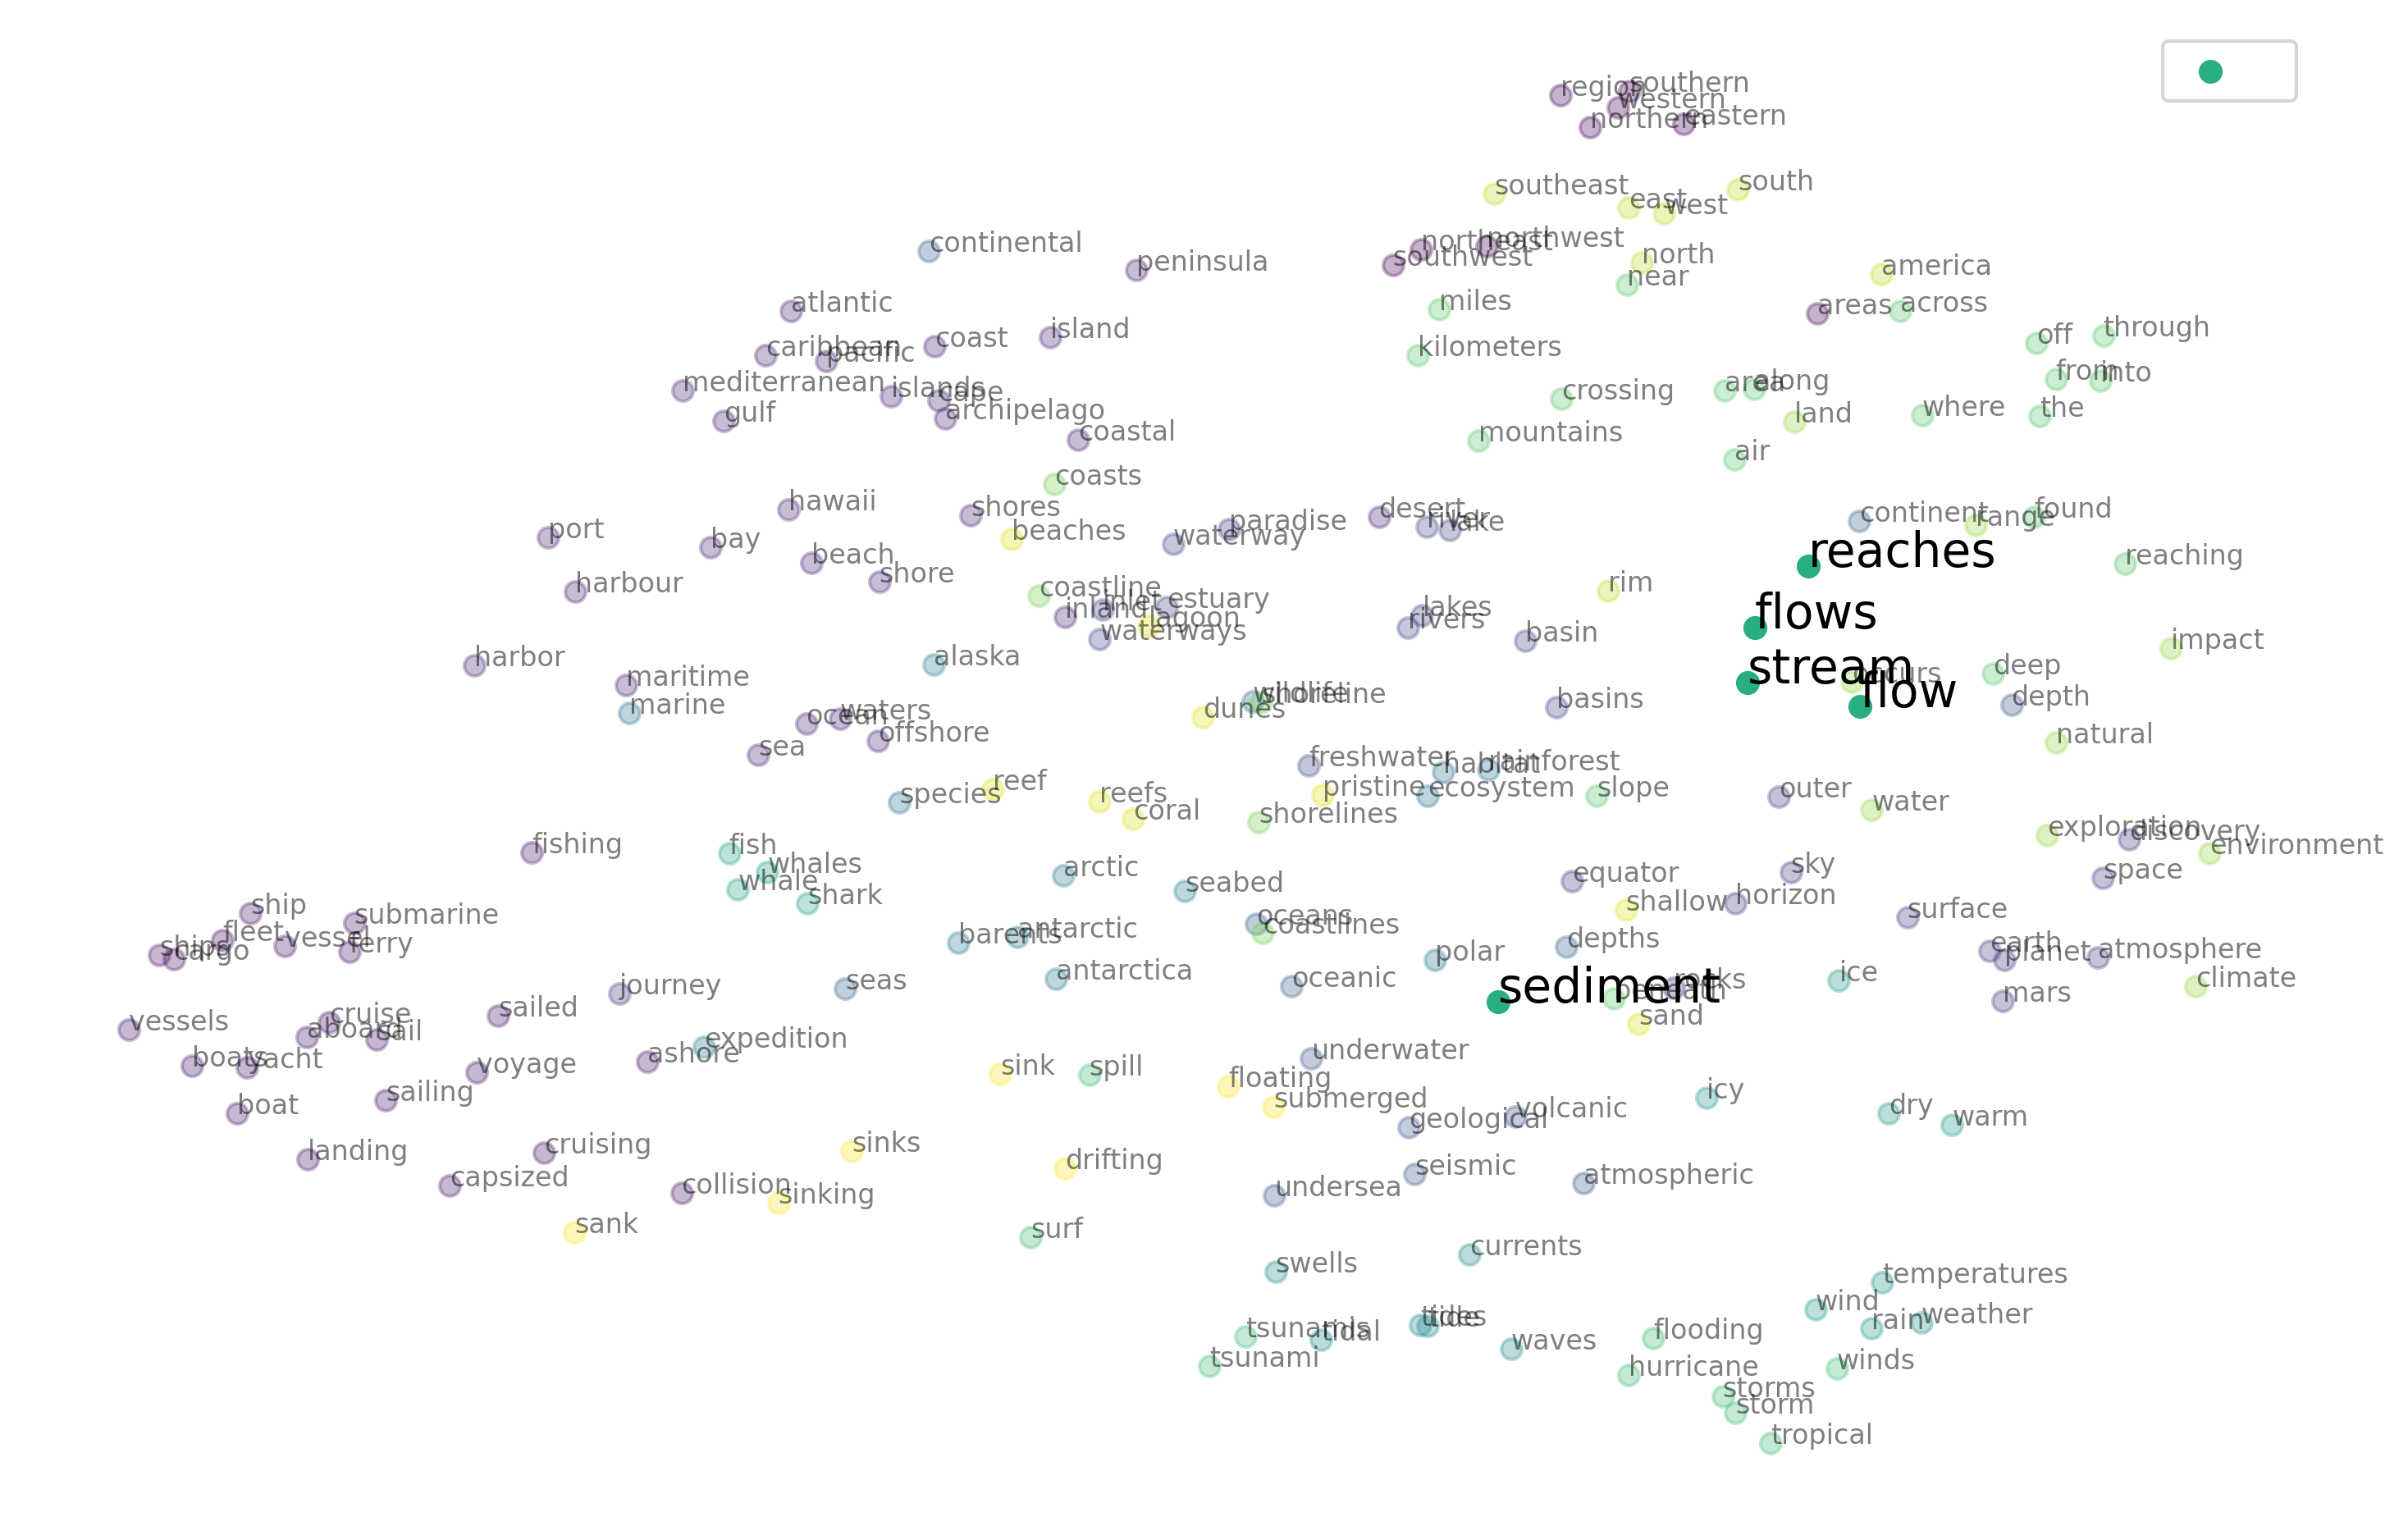 southern
region
western
eastern
northern
south
southeast
east
west
northwest
northeast
continental
north
southwest
peninsula
america
near
miles
atlantic
areas
across
island
through
off
coast
caribbean
pacific
kilometers
from
into
mediterranean
islands
cape
area
along
crossing
archipelago
gulf
land
where
the
coastal
mountains
air
coasts
hawaii
shores
desert
found
continent
range
paradise
river
lake
port
beaches
waterway
bay
reaches
beach
reaching
shore
harbour
rim
coastline
inlet
estuary
lakes
flows
inland
lagoon
rivers
waterways
basin
impact
harbor
alaska
stream
deep
maritime
occurs
flow
wildlife
shoreline
depth
basins
marine
dunes
waters
ocean
offshore
natural
sea
freshwater
habitat
rainforest
reef
pristine
ecosystem
slope
outer
species
reefs
water
coral
shorelines
exploration
discovery
environment
fishing
fish
whales
arctic
sky
equator
space
whale
seabed
shark
horizon
shallow
ship
surface
submarine
oceans
coastlines
fleet
vessel
barents
antarctic
depths
ferry
ships
cargo
earth
planet
atmosphere
polar
antarctica
oceanic
ice
climate
seas
journey
rocks
sediment
beneath
mars
sailed
cruise
sand
vessels
aboard
sail
expedition
ashore
underwater
boats
yacht
voyage
sink
spill
floating
sailing
submerged
icy
boat
volcanic
geological
dry
warm
sinks
cruising
landing
drifting
seismic
capsized
collision
sinking
undersea
atmospheric
sank
surf
currents
swells
temperatures
wind
tides
tide
rain
weather
tsunamis
tidal
flooding
waves
tsunami
hurricane
winds
storms
storm
tropical